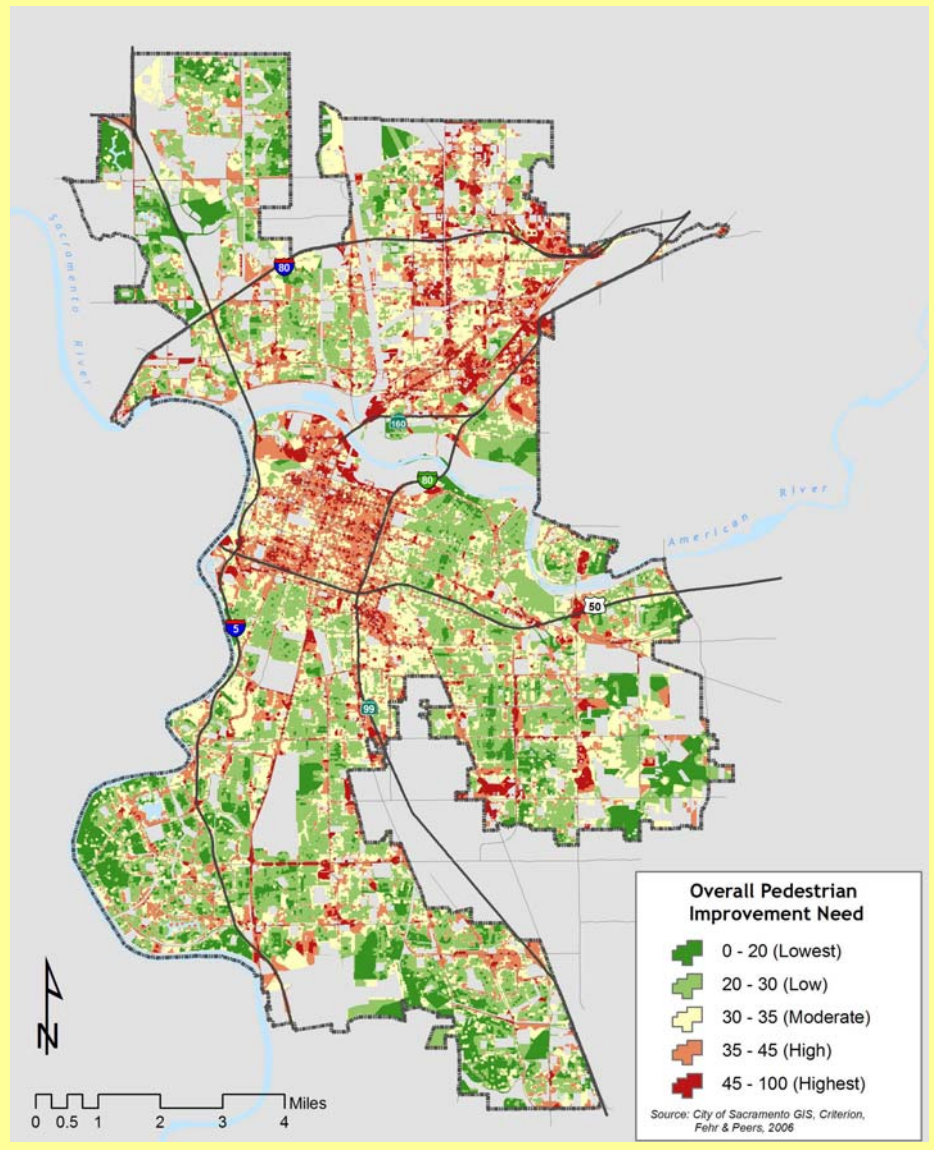 Sacramento River
80
160
80
American River
50
5
99
Overall Pedestrian
Improvement Need
0 - 20 (Lowest)
20 - 30 (Low)
30 - 35 (Moderate)
35 - 45 (High)
45 - 100 (Highest)
Source: City of Sacramento GIS, Criterion,
Fehr & Peers, 2006
N
Miles
0 0.5 1 2 3 4